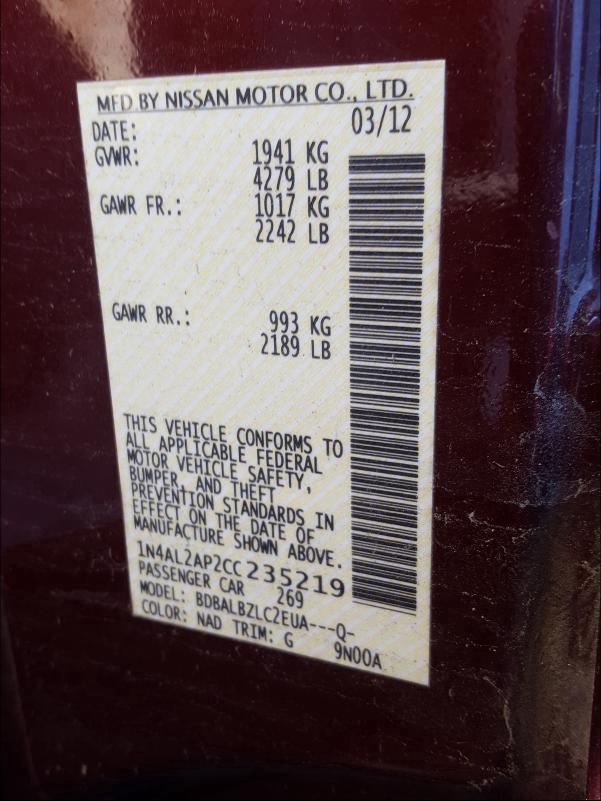 MFD BY NISSAN MOTOR CO., LTD.
DATE: 03/12
GVWR: 1941 KG
4279 LB
GAWR FR.: 1017 KG
2242 LB
GAWR RR.: 993 KG
2189 LB
THIS VEHICLE CONFORMS TO
ALL APPLICABLE FEDERAL
MOTOR VEHICLE SAFETY,
BUMPER, AND THEFT
PREVENTION STANDARDS IN
EFFECT ON THE DATE OF
MANUFACTURE SHOWN ABOVE.
1N4AL2AP2CC235219
PASSENGER CAR 269
MODEL: BDBALBZLC2EUA---Q-
COLOR: NAD TRIM: G 9N00A